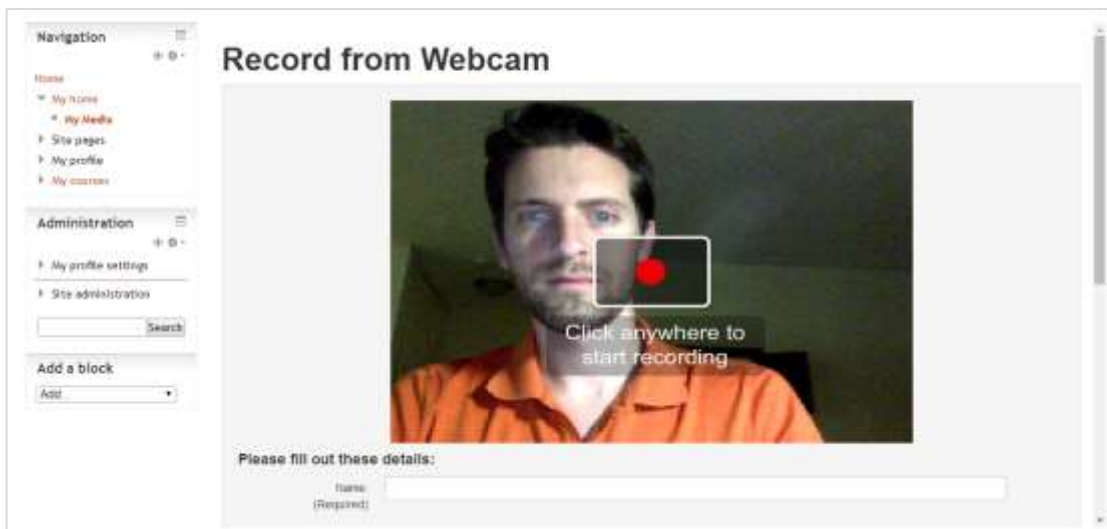 Navigation
Home
My home
My Media
Site pages
My profile
My courses
Administration
My profile settings
Site administration
Search
Add a block
Add...
Record from Webcam
Click anywhere to
start recording
Please fill out these details:
Name
(Required)